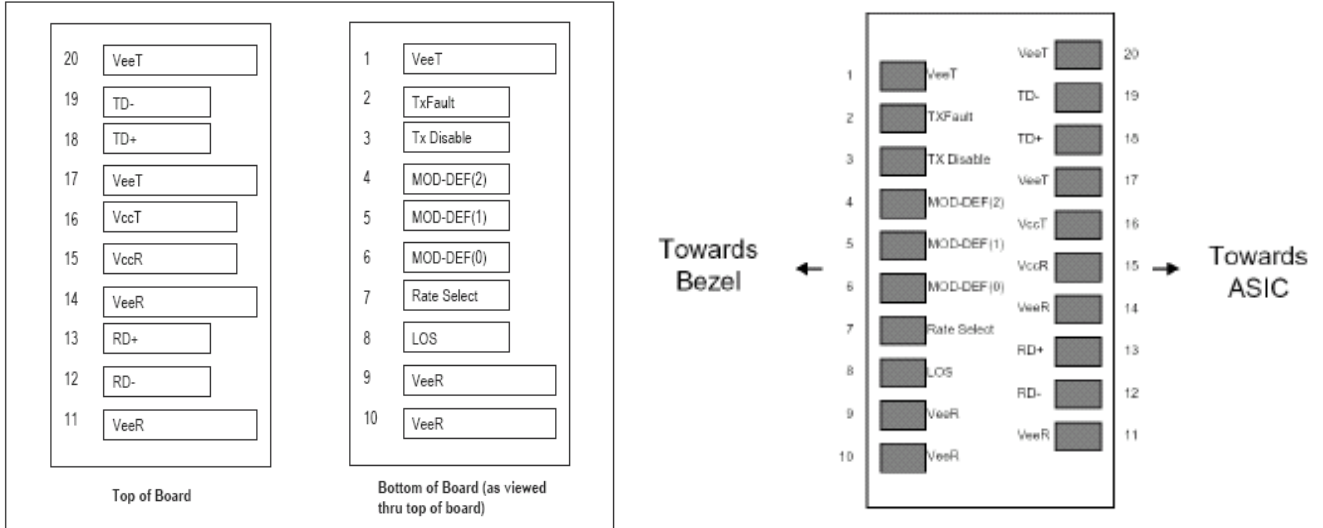 20 VeeT
19 TD-
18 TD+
17 VeeT
16 VccT
15 VccR
14 VeeR
13 RD+
12 RD-
11 VeeR
Top of Board
1 VeeT
2 TxFault
3 Tx Disable
4 MOD-DEF(2)
5 MOD-DEF(1)
6 MOD-DEF(0)
7 Rate Select
8 LOS
9 VeeR
10 VeeR
Bottom of Board (as viewed
thru top of board)
Towards
Bezel
1 VeeT
2 TXFault
3 TX Disable
4 MOD-DEF(2)
5 MOD-DEF(1)
6 MOD-DEF(0)
7 Rate Select
8 LOS
9 VeeR
10 VeeR
VeeT 20
TD- 19
TD+ 18
VeeT 17
VccT 16
VccR 15
VeeR 14
RD+ 13
RD- 12
VeeR 11
Towards
ASIC